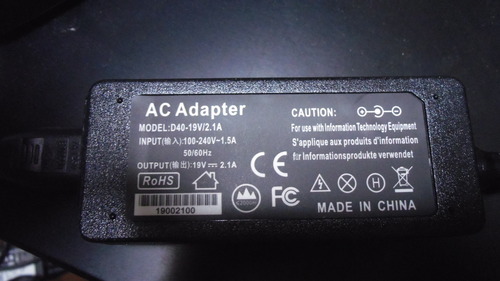 AC Adapter
MODEL:D40-19V/2.1A
INPUT(输入):100-240V~1.5A
50/60Hz
OUTPUT(输出):19V ⎓ 2.1A
RoHS
19002100
CE
FC
CAUTION:
For use with Information Technology Equipment
S'applique aux produits de technology
für Informationsprodukte verwendet
H
MADE IN CHINA